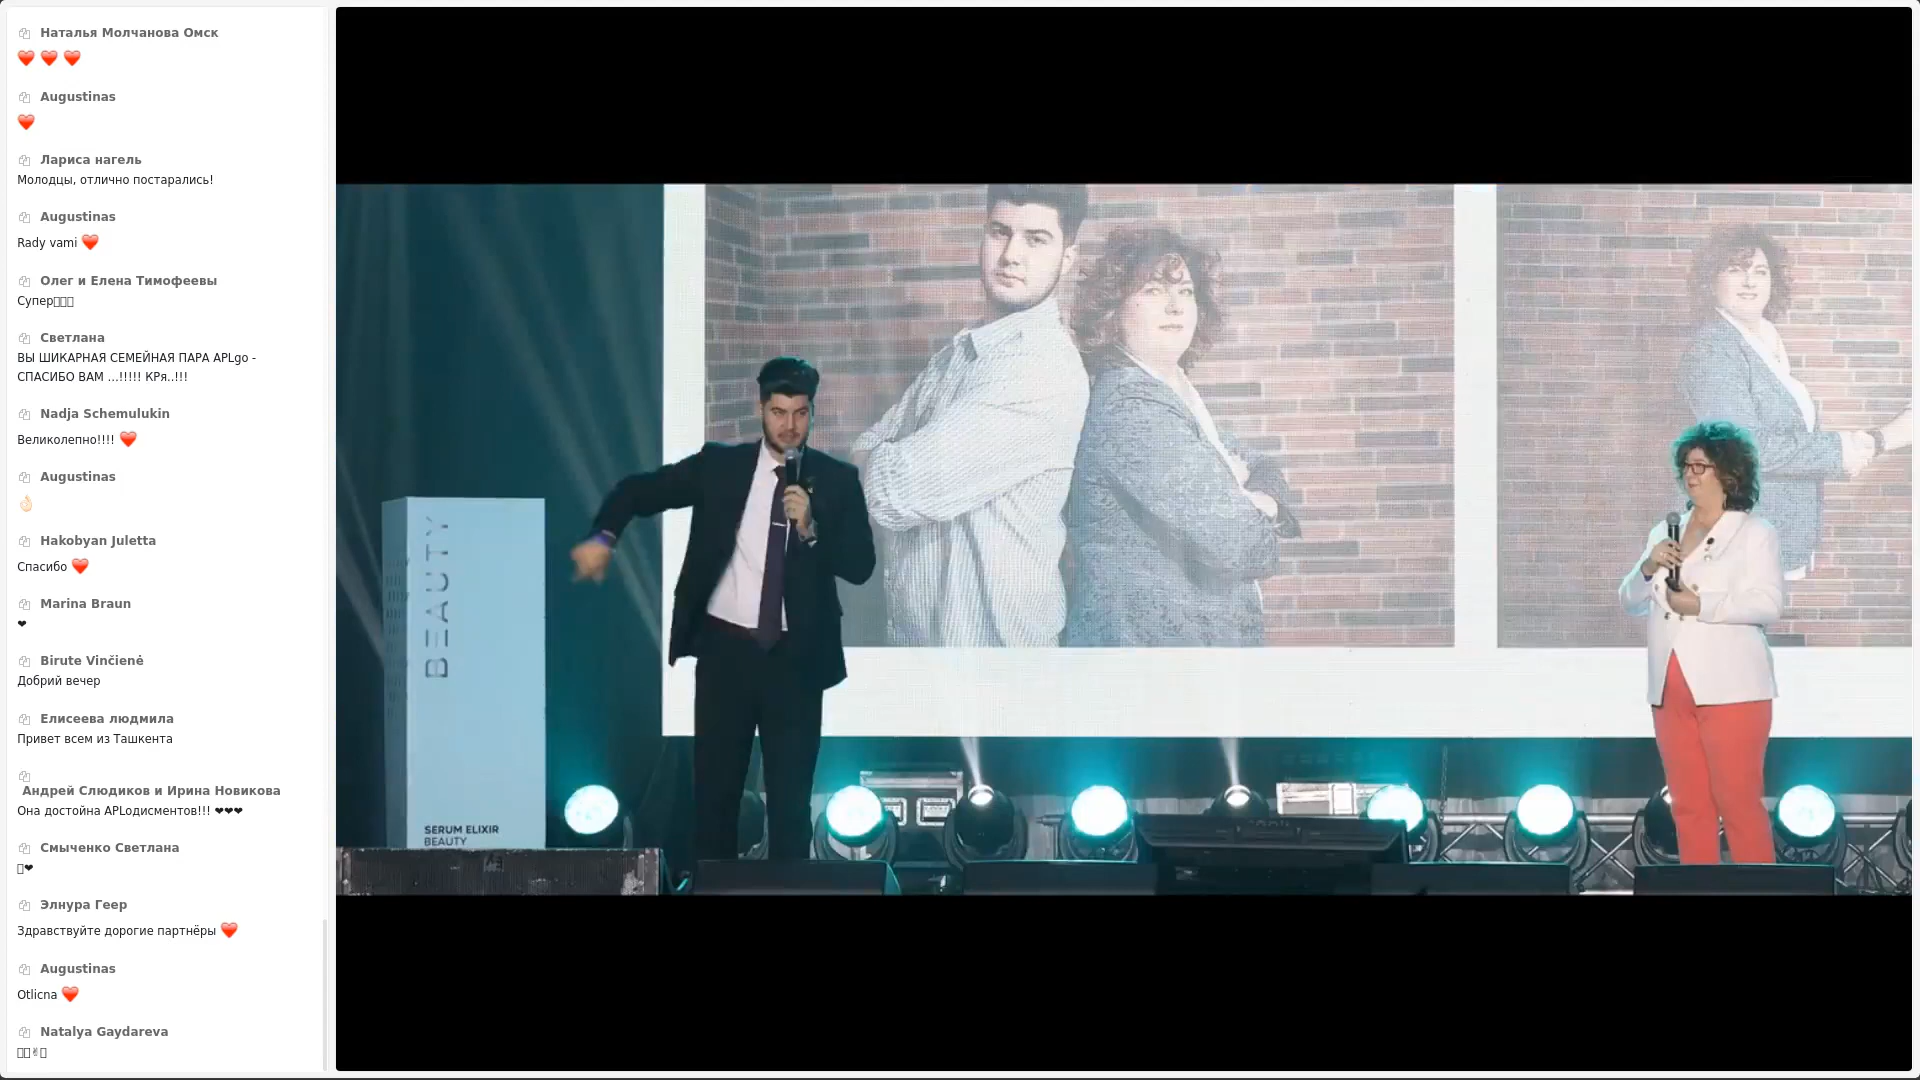 Наталья Молчанова Омск
❤️ ❤️ ❤️
Augustinas
❤️
Лариса нагель
Молодцы, отлично постарались!
Augustinas
Rady vami ❤️
Олег и Елена Тимофеевы
Супер
Светлана
ВЫ ШИКАРНАЯ СЕМЕЙНАЯ ПАРА APLgo -
СПАСИБО ВАМ ...!!!!! КРя..!!!
Nadja Schemulukin
Великолепно!!!! ❤️
Augustinas
👌🏻
Hakobyan Juletta
Спасибо ❤️
Marina Braun
❤
Birute Vinčienė
Добрий вечер
Елисеева людмила
Привет всем из Ташкента
Андрей Слюдиков и Ирина Новикова
Она достойна APLодисментов!!! ❤❤❤
Смыченко Светлана
❤
Элнура Геер
Здравствуйте дорогие партнёры ❤️
Augustinas
Otlicna ❤️
Natalya Gaydareva
✌
BEAUTY
SERUM ELIXIR
BEAUTY